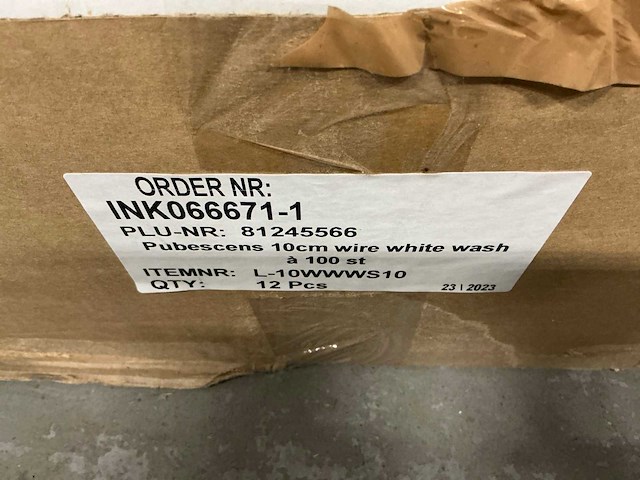 ORDER NR:
INK066671-1
PLU-NR: 81245566
Pubescens 10cm wire white wash
à 100 st
ITEMNR: L-10WWWS10
QTY: 12 Pcs
23 | 2023